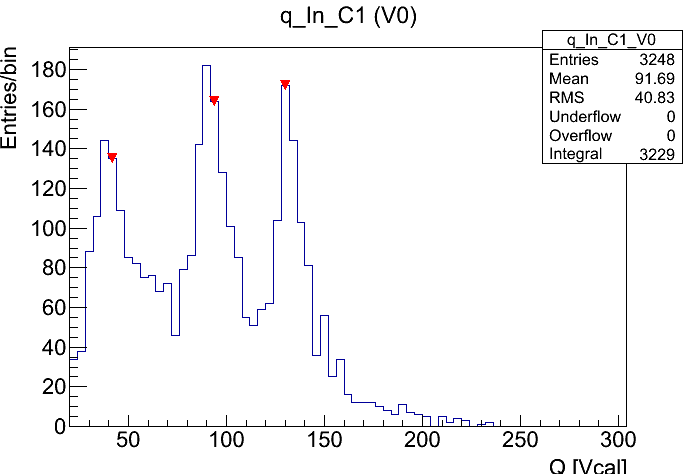 q_In_C1 (V0)
q_In_C1_V0
Entries 3248
Mean 91.69
RMS 40.83
Underflow 0
Overflow 0
Integral 3229
Entries/bin
180
160
140
120
100
80
60
40
20
0
50 100 150 200 250 300
Q [Vcal]